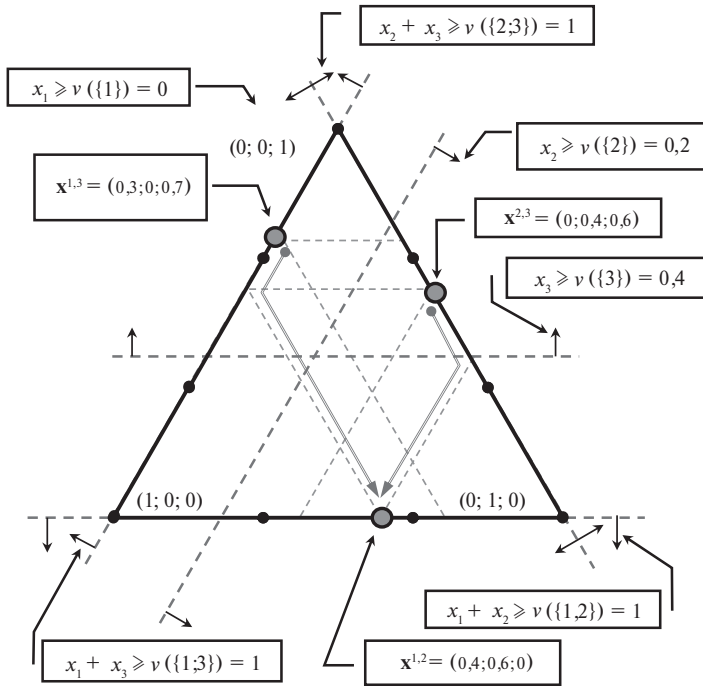 x₂ + x₃ ⩾ v ({2;3}) = 1
x₁ ⩾ v ({1}) = 0
(0; 0; 1)
x₂ ⩾ v ({2}) = 0,2
x¹,³ = (0,3; 0; 0,7)
x²,³ = (0; 0,4; 0,6)
x₃ ⩾ v ({3}) = 0,4
(1; 0; 0)
(0; 1; 0)
x₁ + x₂ ⩾ v ({1,2}) = 1
x₁ + x₃ ⩾ v ({1;3}) = 1
x¹,² = (0,4; 0,6; 0)